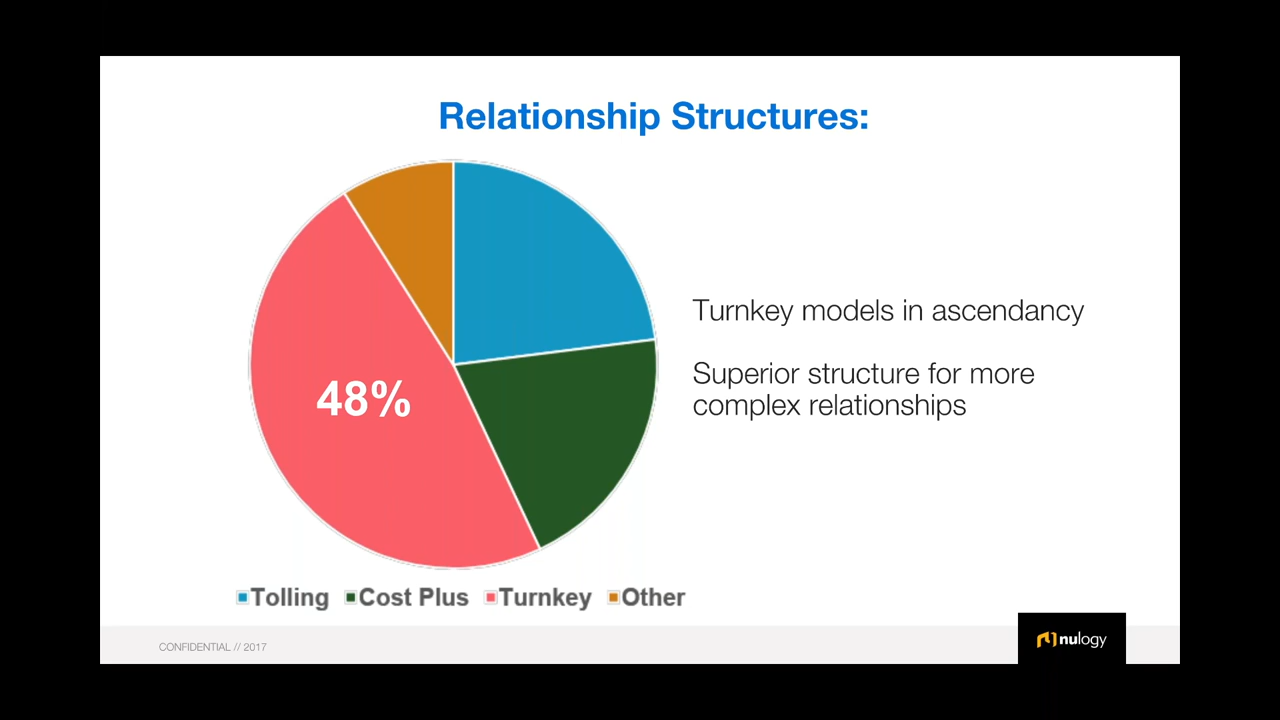 Relationship Structures:
48%
Turnkey models in ascendancy
Superior structure for more
complex relationships
Tolling Cost Plus Turnkey Other
CONFIDENTIAL // 2017
nulogy